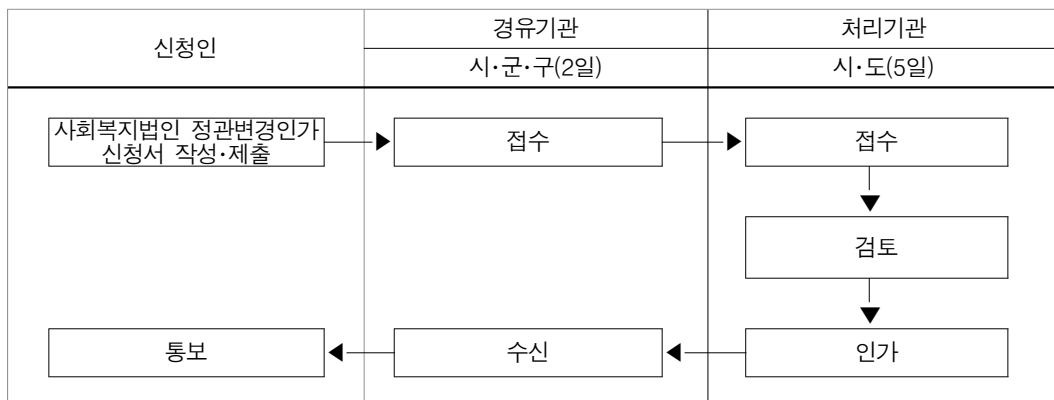 신청인
경유기관
처리기관
시·군·구(2일)
시·도(5일)
사회복지법인 정관변경인가
신청서 작성·제출
접수
접수
검토
통보
수신
인가